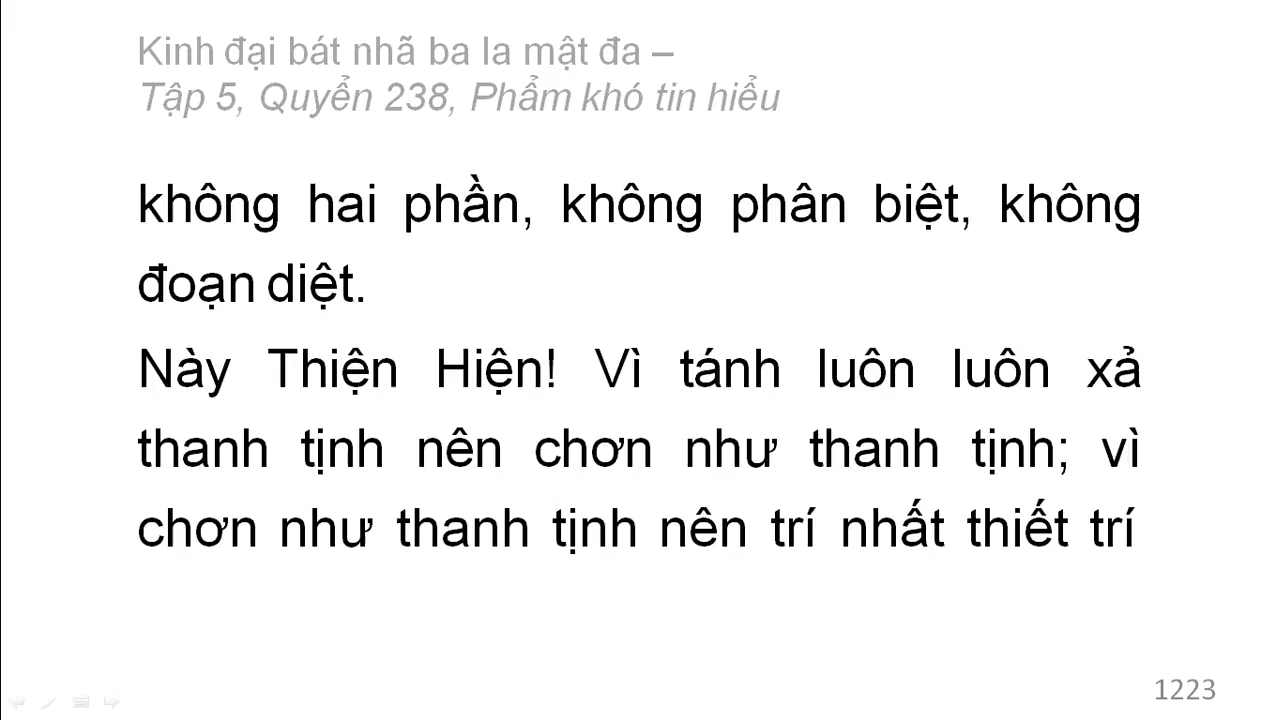 Kinh đại bát nhã ba la mật đa –
Tập 5, Quyển 238, Phẩm khó tin hiểu
không hai phần, không phân biệt, không
đoạn diệt.
Này Thiện Hiện! Vì tánh luôn luôn xả
thanh tịnh nên chơn như thanh tịnh; vì
chơn như thanh tịnh nên trí nhất thiết trí
1223